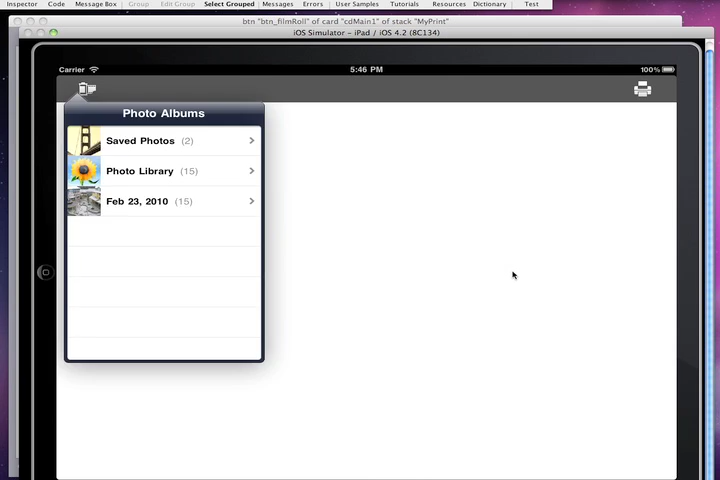 Inspector Code Message Box Group Edit Group Select Grouped Messages Errors User Samples Tutorials Resources Dictionary Test
btn "btn_filmRoll" of card "cdMain1" of stack "MyPrint"
iOS Simulator - iPad / iOS 4.2 (8C134)
Carrier 5:46 PM 100%
Photo Albums
Saved Photos (2)
Photo Library (15)
Feb 23, 2010 (15)